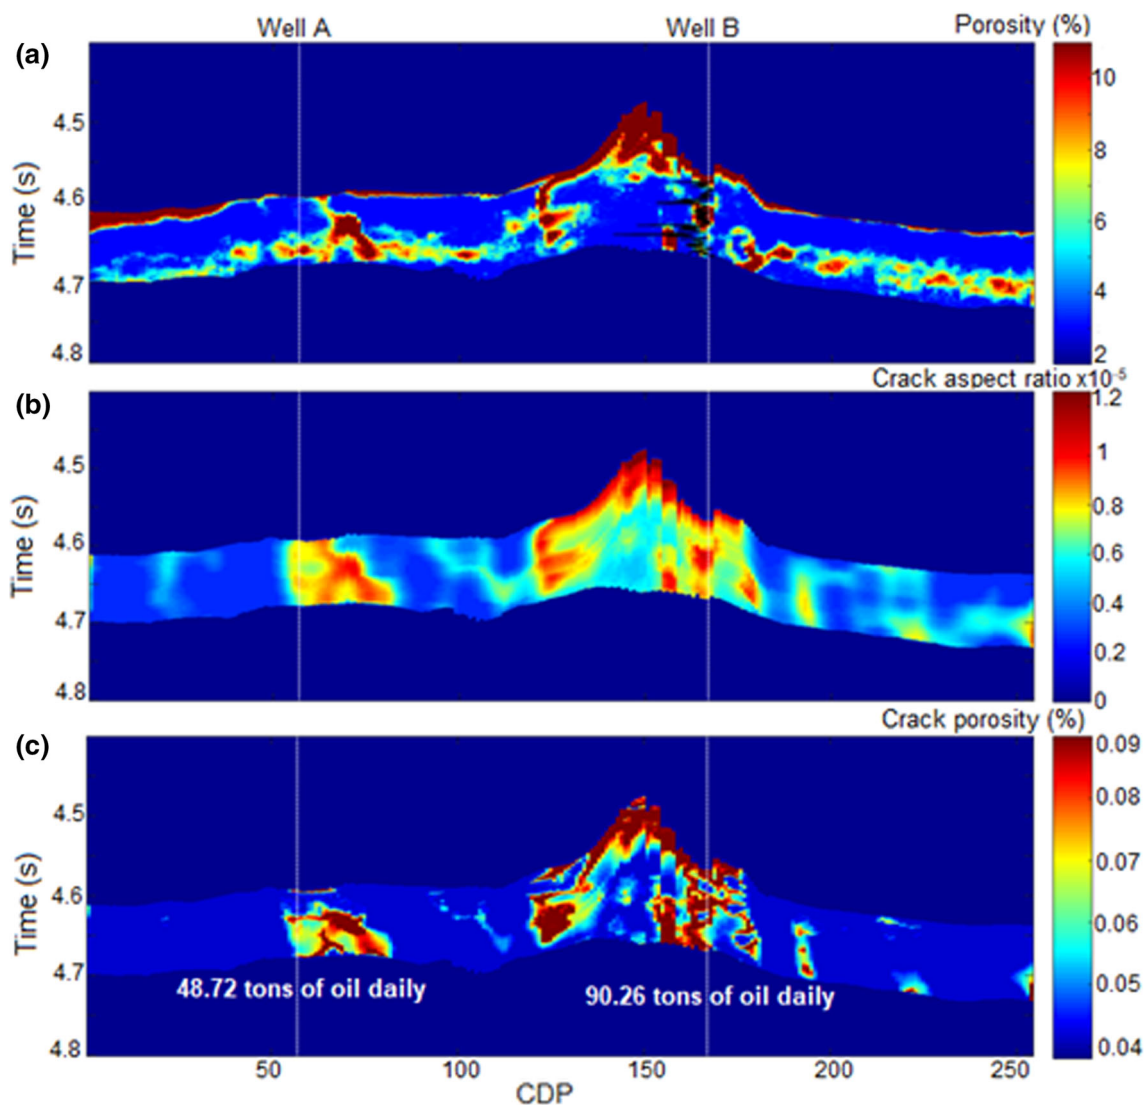 Well A
Well B
Porosity (%)
(a)
10
4.5
8
Time (s)
4.6
6
4.7
4
4.8
2
Crack aspect ratio x10⁻⁵
(b)
1.2
4.5
1
Time (s)
0.8
4.6
0.6
0.4
4.7
0.2
4.8
0
Crack porosity (%)
(c)
0.09
0.08
4.5
0.07
Time (s)
4.6
0.06
4.7
0.05
48.72 tons of oil daily
90.26 tons of oil daily
4.8
0.04
50
100
150
200
250
CDP